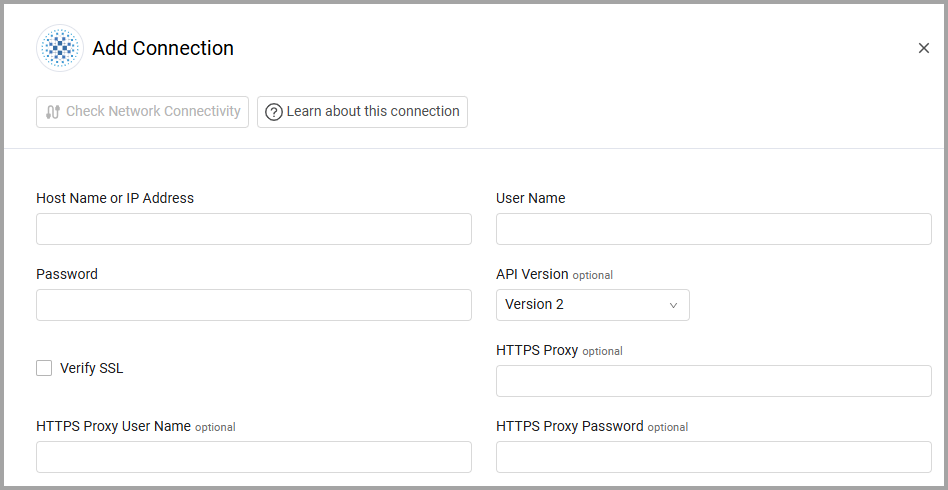 Add Connection
Check Network Connectivity
Learn about this connection
Host Name or IP Address
User Name
Password
API Version optional
Version 2
Verify SSL
HTTPS Proxy optional
HTTPS Proxy User Name optional
HTTPS Proxy Password optional